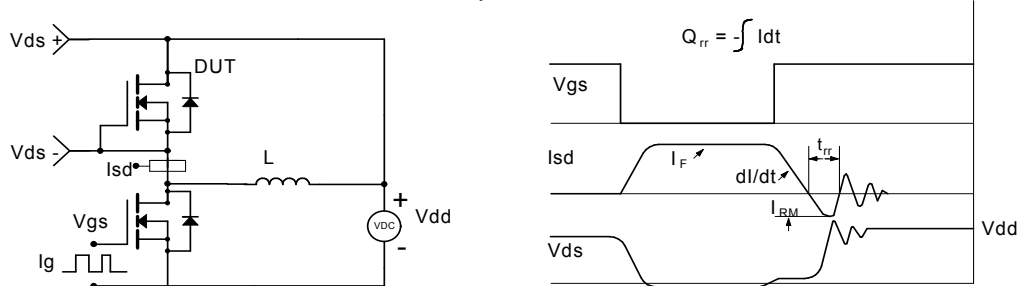 Vds +
DUT
Vds -
Isd
L
Vgs
Ig
+
VDC
-
Vdd
Q rr = -∫ Idt
Vgs
Isd
I F
dI/dt
t rr
I RM
Vds
Vdd